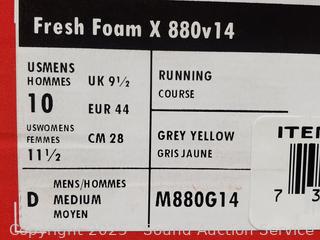 Fresh Foam X 880v14
USMENS
HOMMES
10
UK 9½
EUR 44
CM 28
USWOMENS
FEMMES
11½
RUNNING
COURSE
GREY YELLOW
GRIS JAUNE
D
MENS/HOMMES
MEDIUM
MOYEN
M880G14
ITEM
7 3
Copyright 2025 - Sound Auction Service